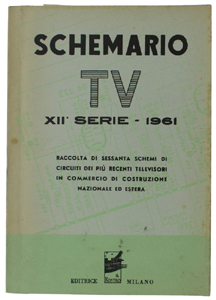 SCHEMARIO
TV
XIIª SERIE - 1961
RACCOLTA DI SESSANTA SCHEMI DI
CIRCUITI DEI PIÙ RECENTI TELEVISORI
IN COMMERCIO DI COSTRUZIONE
NAZIONALE ED ESTERA
EDITRICE MILANO